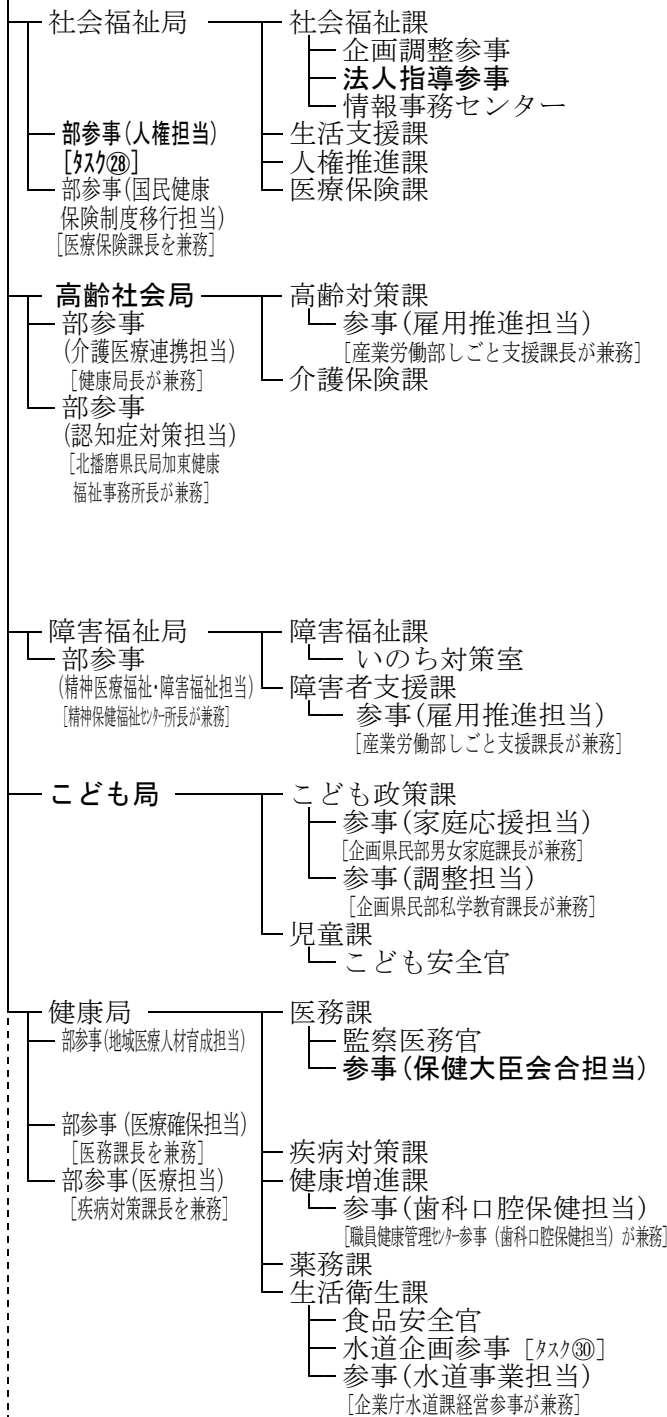 社会福祉局
社会福祉課
企画調整参事
法人指導参事
情報事務センター
部参事(人権担当)
[タスク㉘]
生活支援課
人権推進課
部参事(国民健康
保険制度移行担当)
[医療保険課長を兼務]
医療保険課
高齢社会局
高齢対策課
部参事
(介護医療連携担当)
[健康局長が兼務]
参事(雇用推進担当)
[産業労働部しごと支援課長が兼務]
介護保険課
部参事
(認知症対策担当)
[北播磨県民局加東健康
福祉事務所長が兼務]
障害福祉局
障害福祉課
部参事
(精神医療福祉・障害福祉担当)
[精神保健福祉ｾﾝﾀｰ所長が兼務]
いのち対策室
障害者支援課
参事(雇用推進担当)
[産業労働部しごと支援課長が兼務]
こども局
こども政策課
参事(家庭応援担当)
[企画県民部男女家庭課長が兼務]
参事(調整担当)
[企画県民部私学教育課長が兼務]
児童課
こども安全官
健康局
医務課
部参事(地域医療人材育成担当)
監察医務官
参事(保健大臣会合担当)
部参事(医療確保担当)
[医務課長を兼務]
部参事(医療担当)
[疾病対策課長を兼務]
疾病対策課
健康増進課
参事(歯科口腔保健担当)
[職員健康管理ｾﾝﾀｰ参事(歯科口腔保健担当)が兼務]
薬務課
生活衛生課
食品安全官
水道企画参事 [タスク㉚]
参事(水道事業担当)
[企業庁水道課経営参事が兼務]